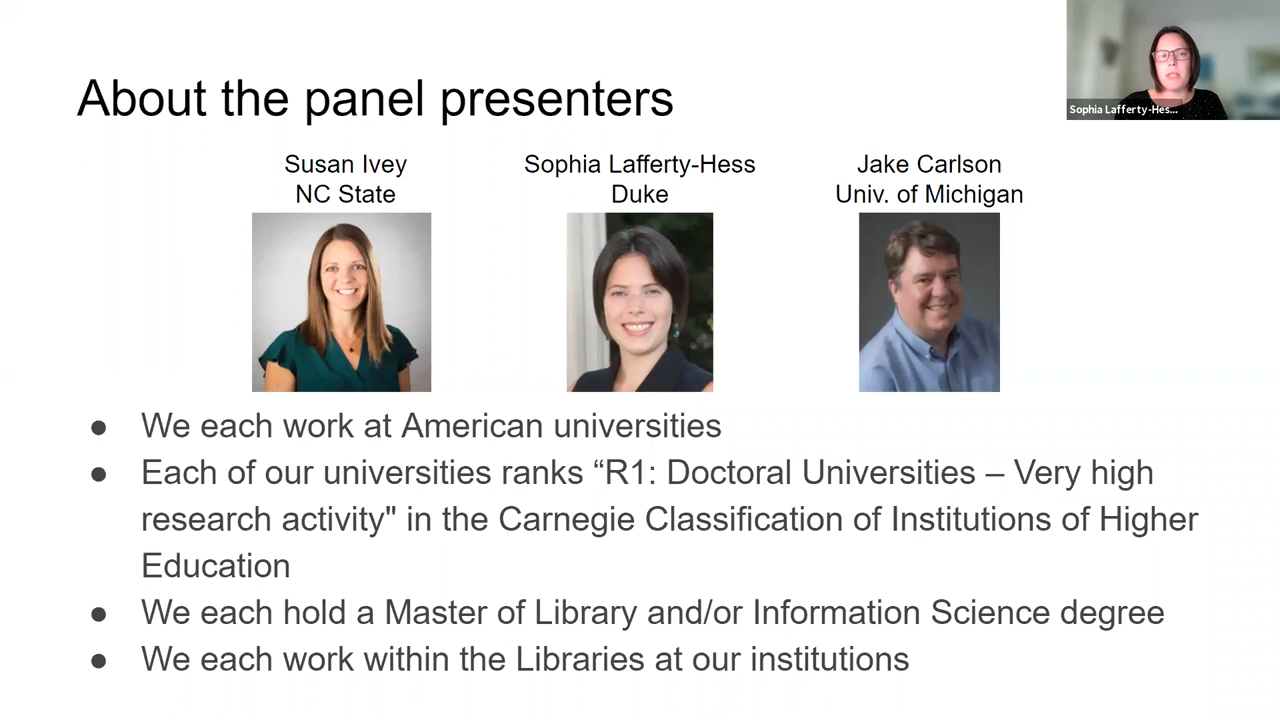 About the panel presenters
Sophia Lafferty-Hes...
Susan Ivey
NC State
Sophia Lafferty-Hess
Duke
Jake Carlson
Univ. of Michigan
● We each work at American universities
● Each of our universities ranks “R1: Doctoral Universities – Very high
research activity" in the Carnegie Classification of Institutions of Higher
Education
● We each hold a Master of Library and/or Information Science degree
● We each work within the Libraries at our institutions